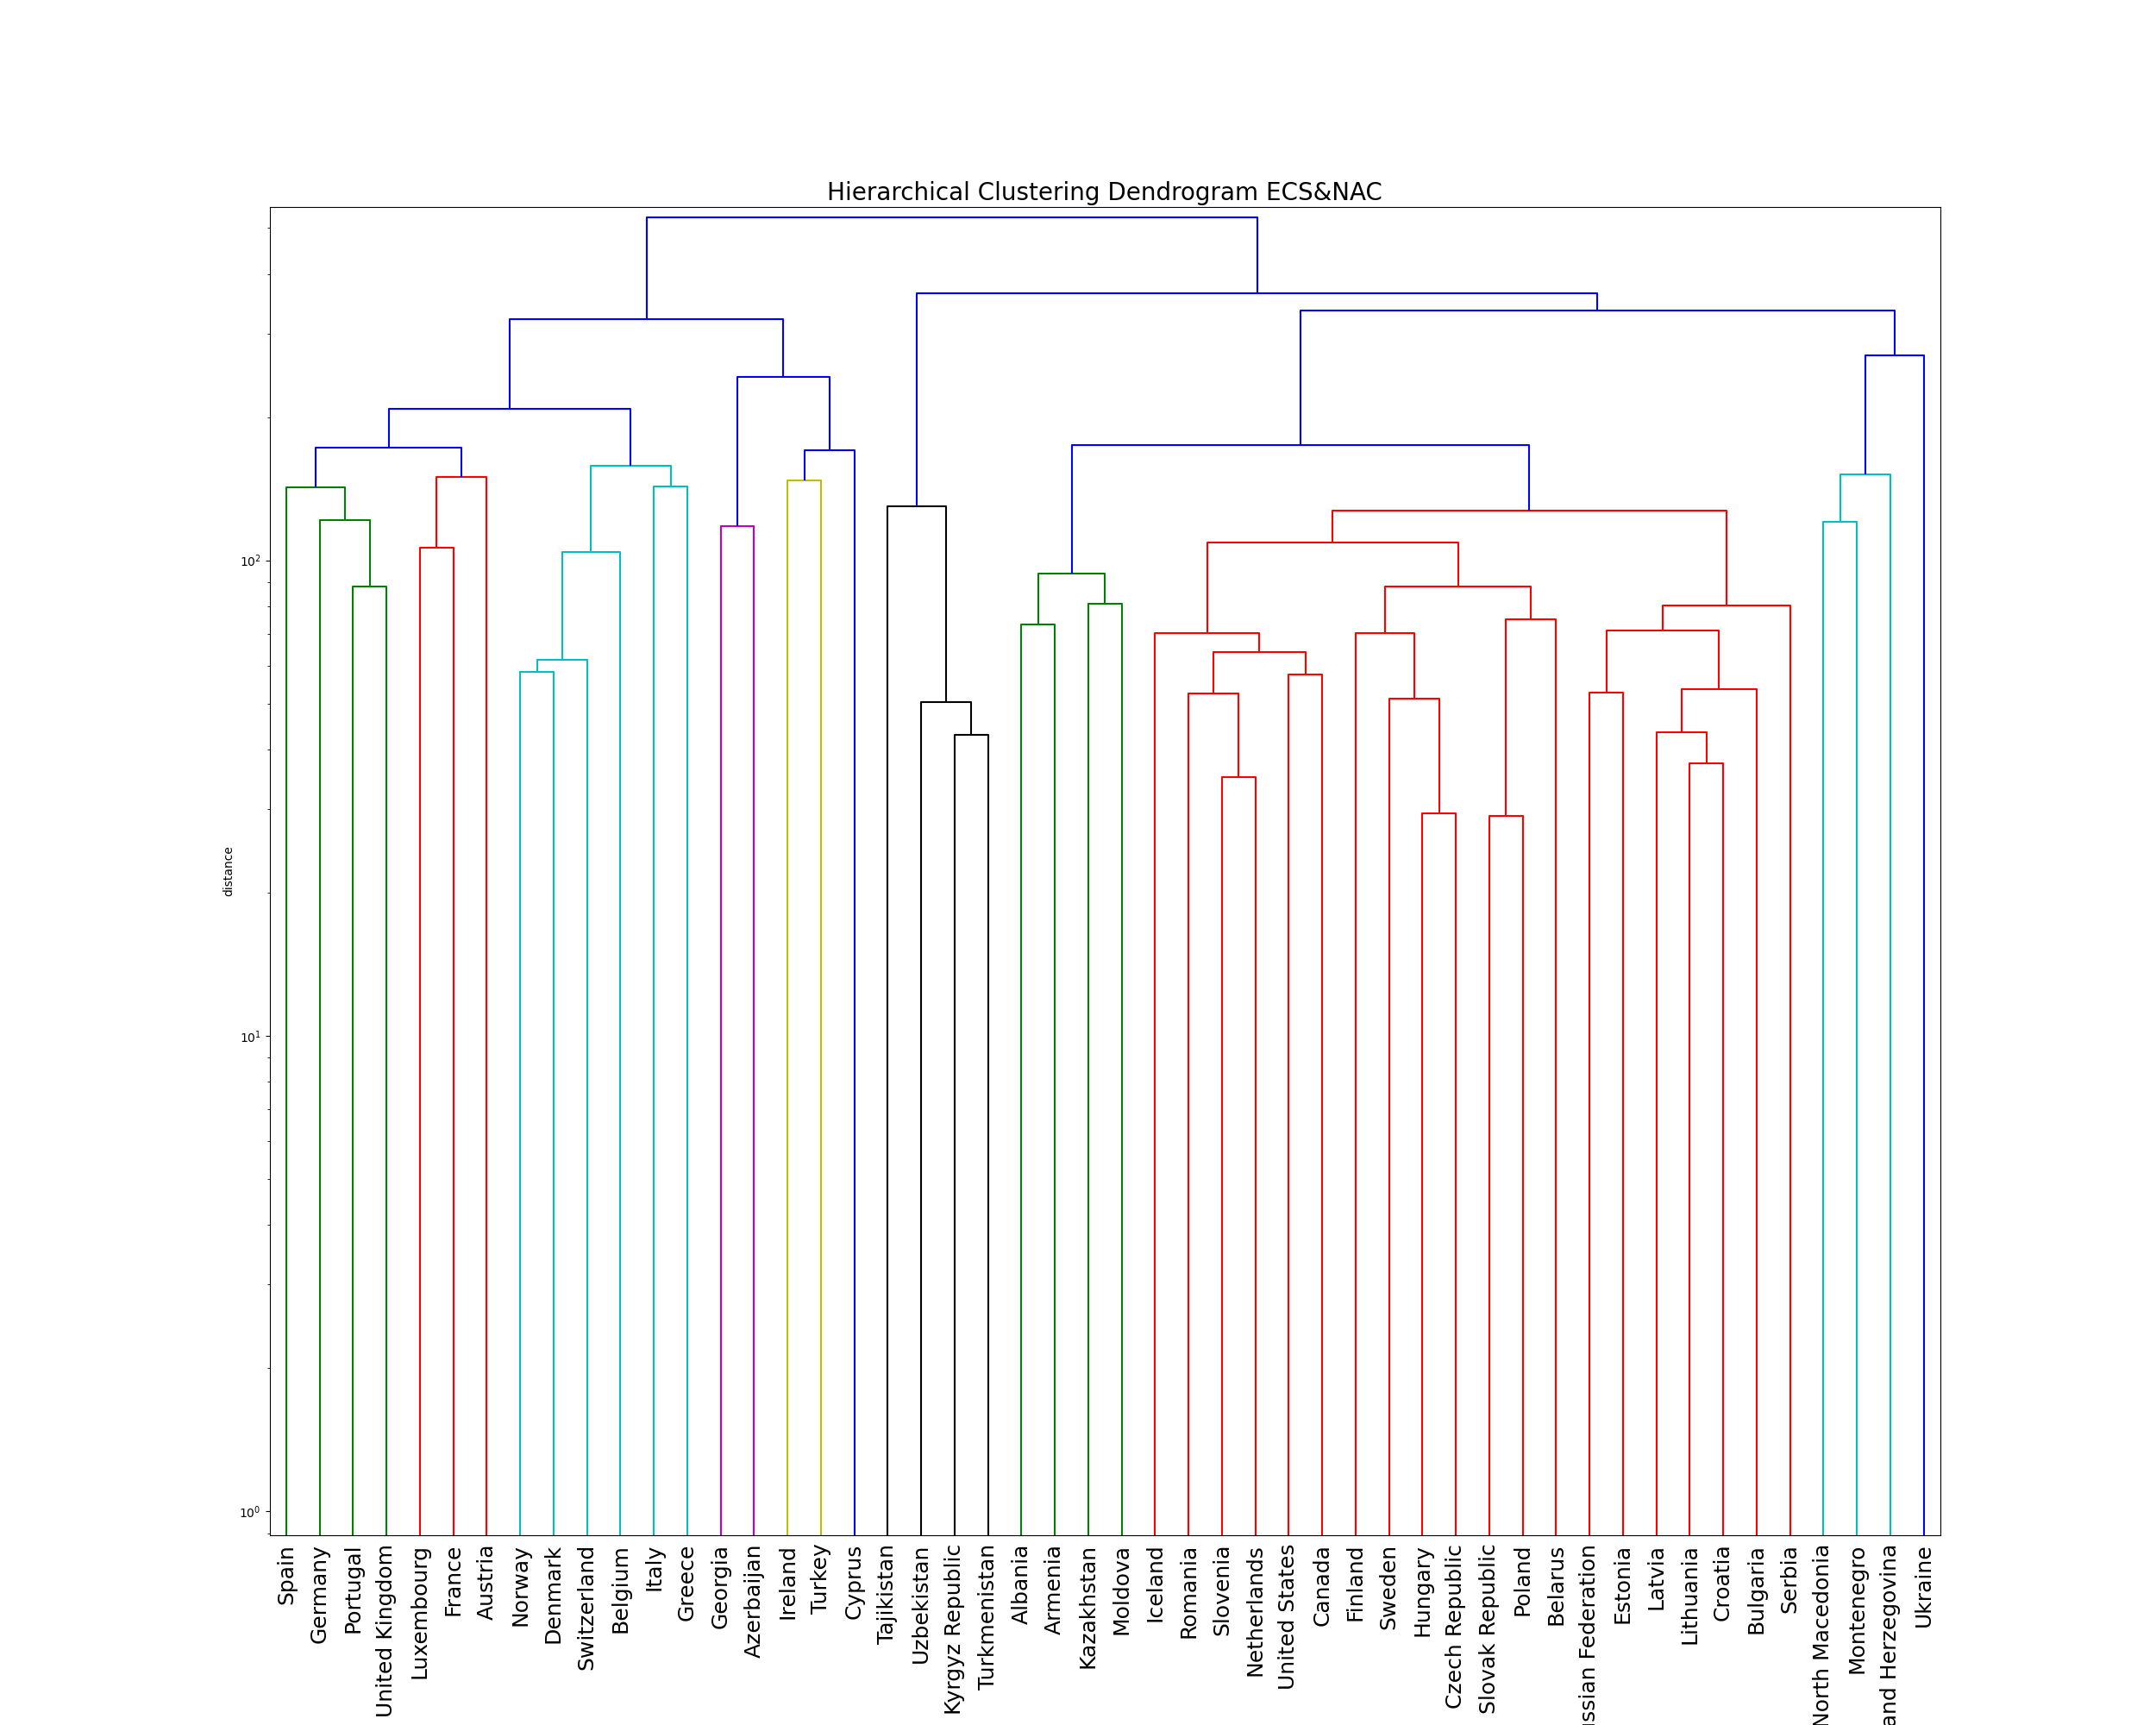 Hierarchical Clustering Dendrogram ECS&NAC
distance
10²
10¹
10⁰
Spain
Germany
Portugal
United Kingdom
Luxembourg
France
Austria
Norway
Denmark
Switzerland
Belgium
Italy
Greece
Georgia
Azerbaijan
Ireland
Turkey
Cyprus
Tajikistan
Uzbekistan
Kyrgyz Republic
Turkmenistan
Albania
Armenia
Kazakhstan
Moldova
Iceland
Romania
Slovenia
Netherlands
United States
Canada
Finland
Sweden
Hungary
Czech Republic
Slovak Republic
Poland
Belarus
ssian Federation
Estonia
Latvia
Lithuania
Croatia
Bulgaria
Serbia
North Macedonia
Montenegro
and Herzegovina
Ukraine